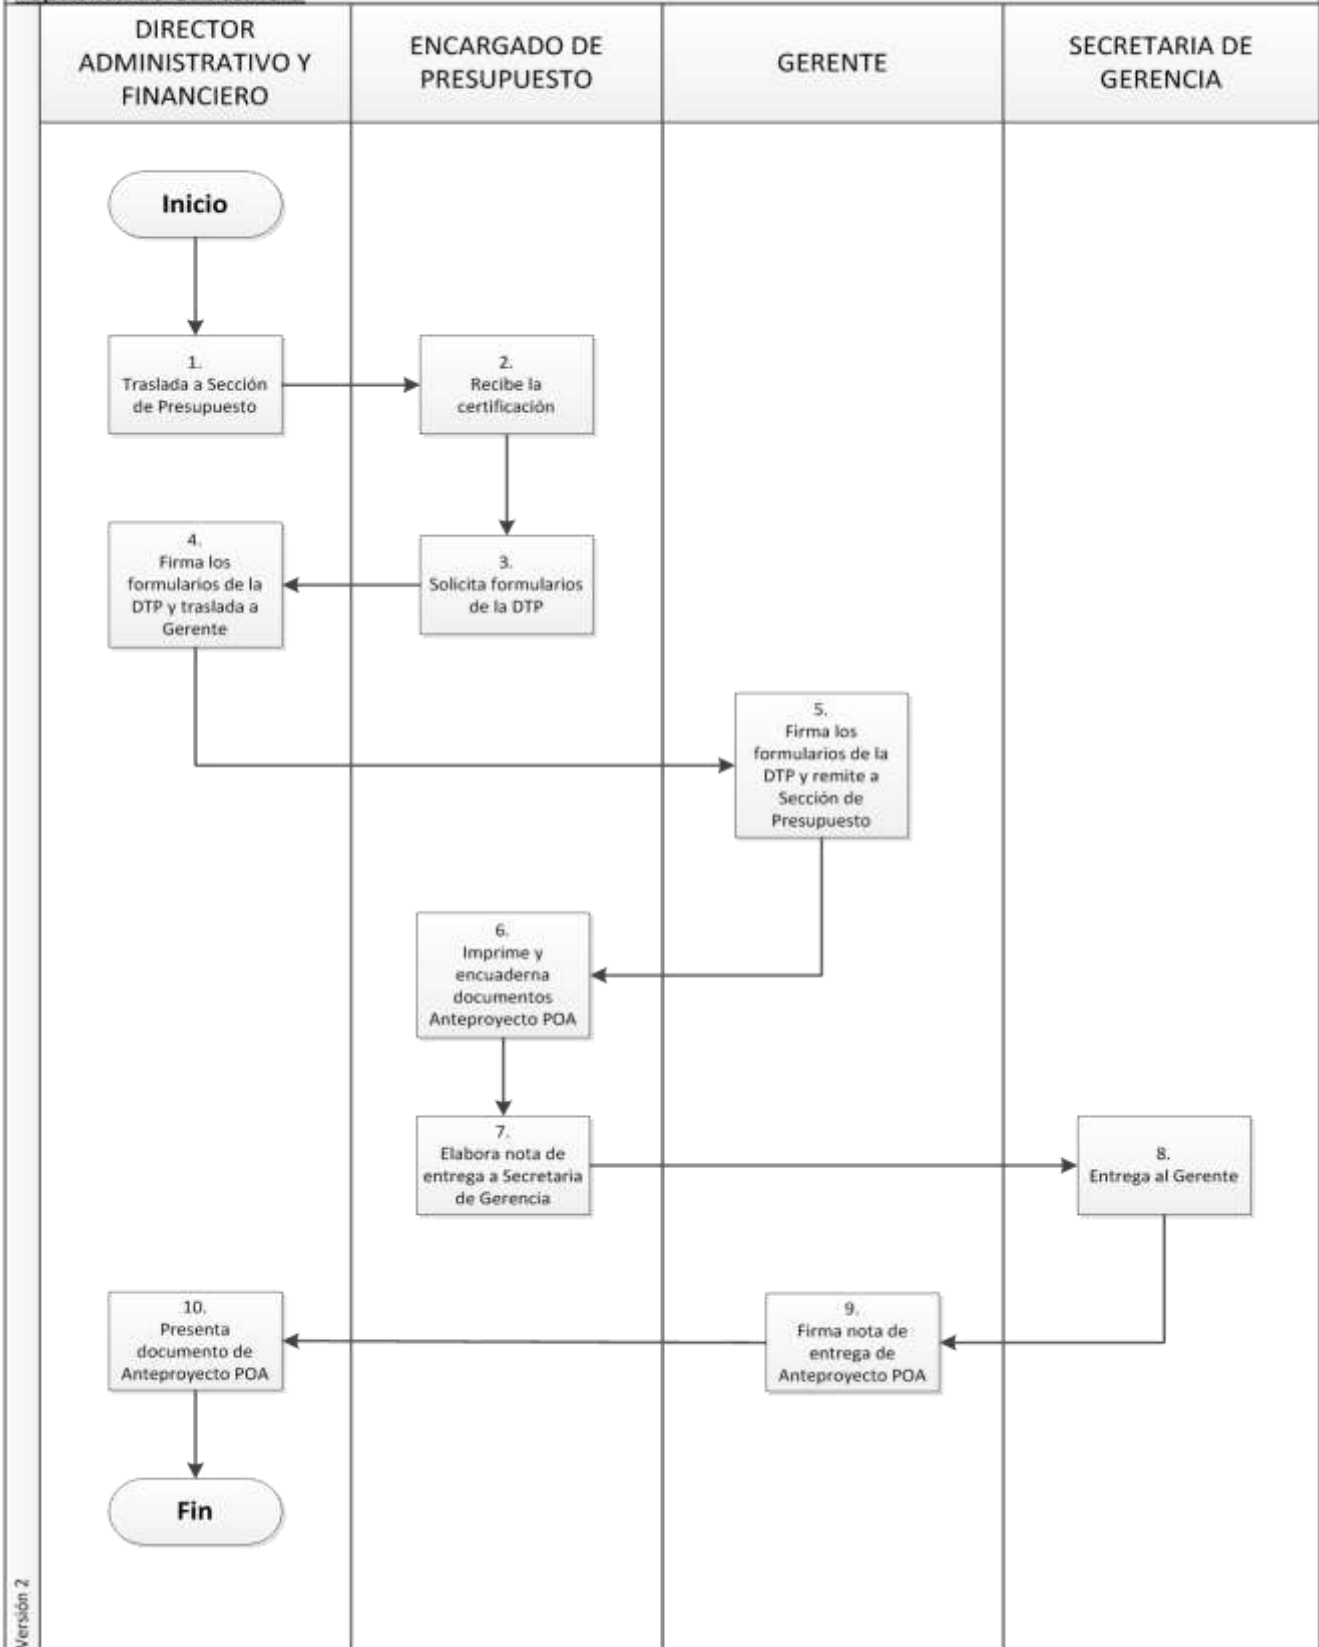 DIRECTOR
ADMINISTRATIVO Y
FINANCIERO
ENCARGADO DE
PRESUPUESTO
GERENTE
SECRETARIA DE
GERENCIA
Inicio
1.
Traslada a Sección
de Presupuesto
2.
Recibe la
certificación
3.
Solicita formularios
de la DTP
4.
Firma los
formularios de la
DTP y traslada a
Gerente
5.
Firma los
formularios de la
DTP y remite a
Sección de
Presupuesto
6.
Imprime y
encuaderna
documentos
Anteproyecto POA
7.
Elabora nota de
entrega a Secretaria
de Gerencia
8.
Entrega al Gerente
9.
Firma nota de
entrega de
Anteproyecto POA
10.
Presenta
documento de
Anteproyecto POA
Fin
Versión 2